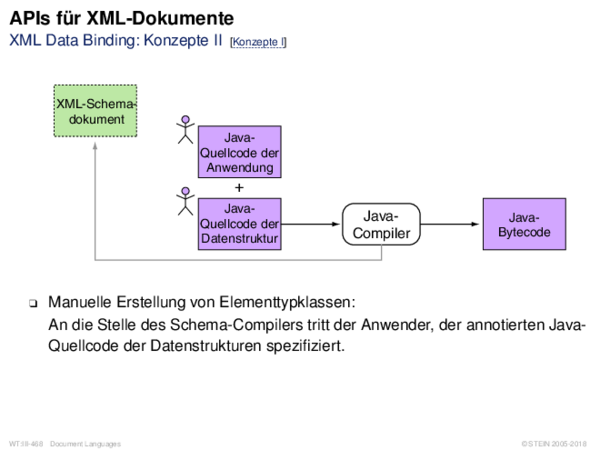 APIs für XML-Dokumente
XML Data Binding: Konzepte II [Konzepte I]
XML-Schema-
dokument
Java-
Quellcode der
Anwendung
+
Java-
Quellcode der
Datenstruktur
Java-
Compiler
Java-
Bytecode
❑ Manuelle Erstellung von Elementtypklassen:
An die Stelle des Schema-Compilers tritt der Anwender, der annotierten Java-
Quellcode der Datenstrukturen spezifiziert.
WT:III-468 Document Languages
© STEIN 2005-2018